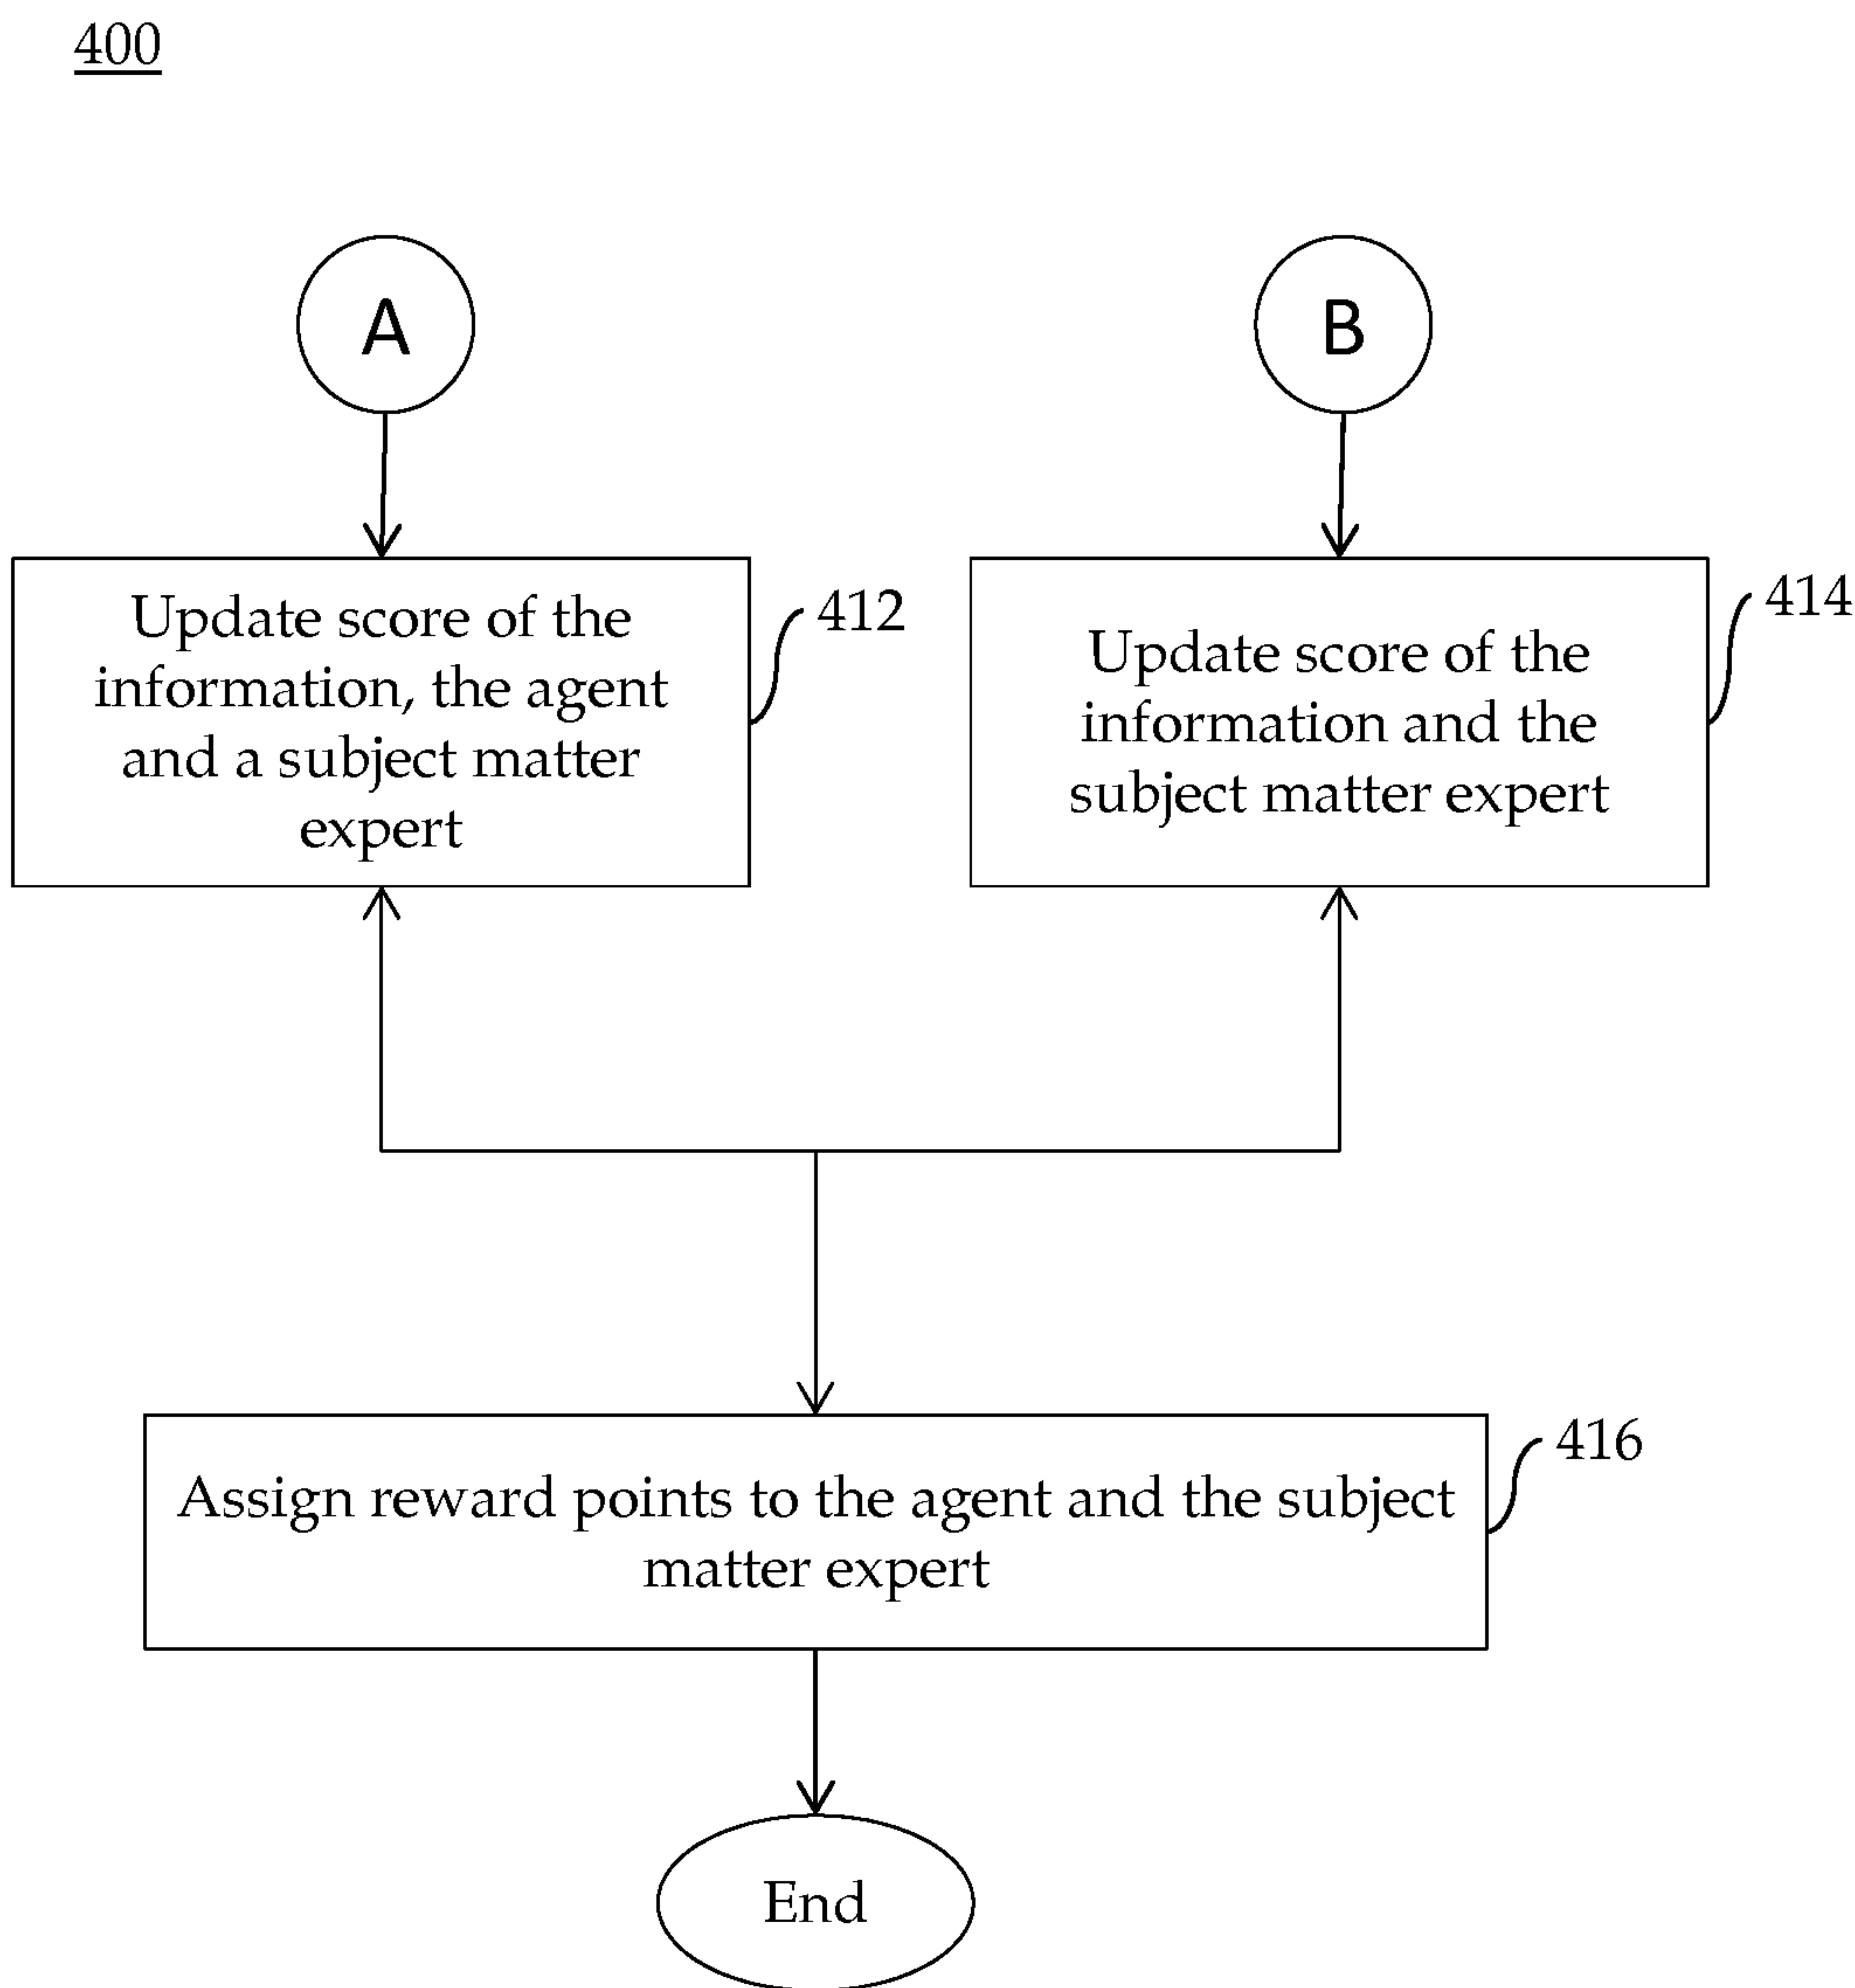 400
A
B
Update score of the
information, the agent
and a subject matter
expert
412
Update score of the
information and the
subject matter expert
414
Assign reward points to the agent and the subject
matter expert
416
End